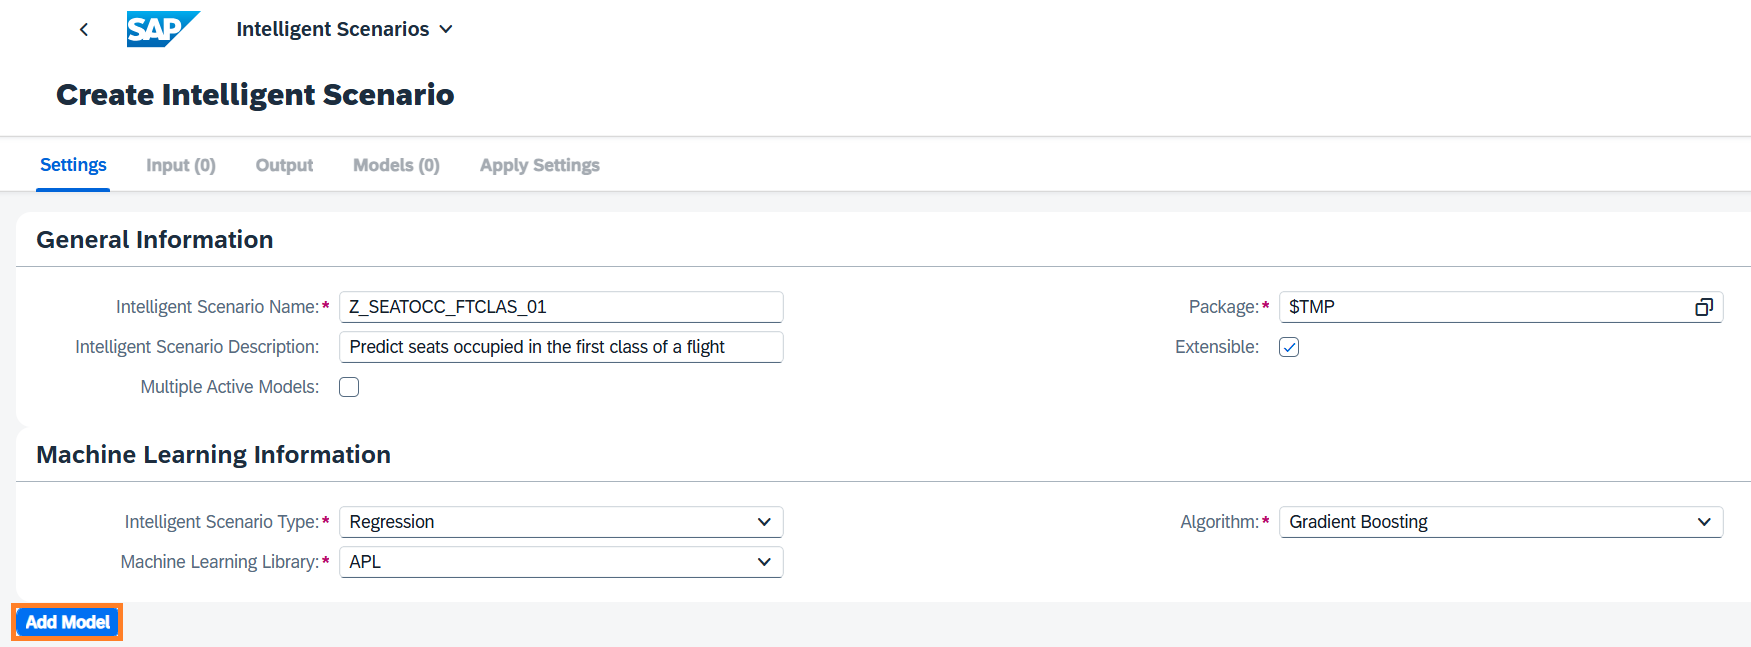 SAP Intelligent Scenarios
Create Intelligent Scenario
Settings Input (0) Output Models (0) Apply Settings
General Information
Intelligent Scenario Name:* Z_SEATOCC_FTCLAS_01 Package:* $TMP
Intelligent Scenario Description: Predict seats occupied in the first class of a flight Extensible:
Multiple Active Models:
Machine Learning Information
Intelligent Scenario Type:* Regression Algorithm:* Gradient Boosting
Machine Learning Library:* APL
Add Model